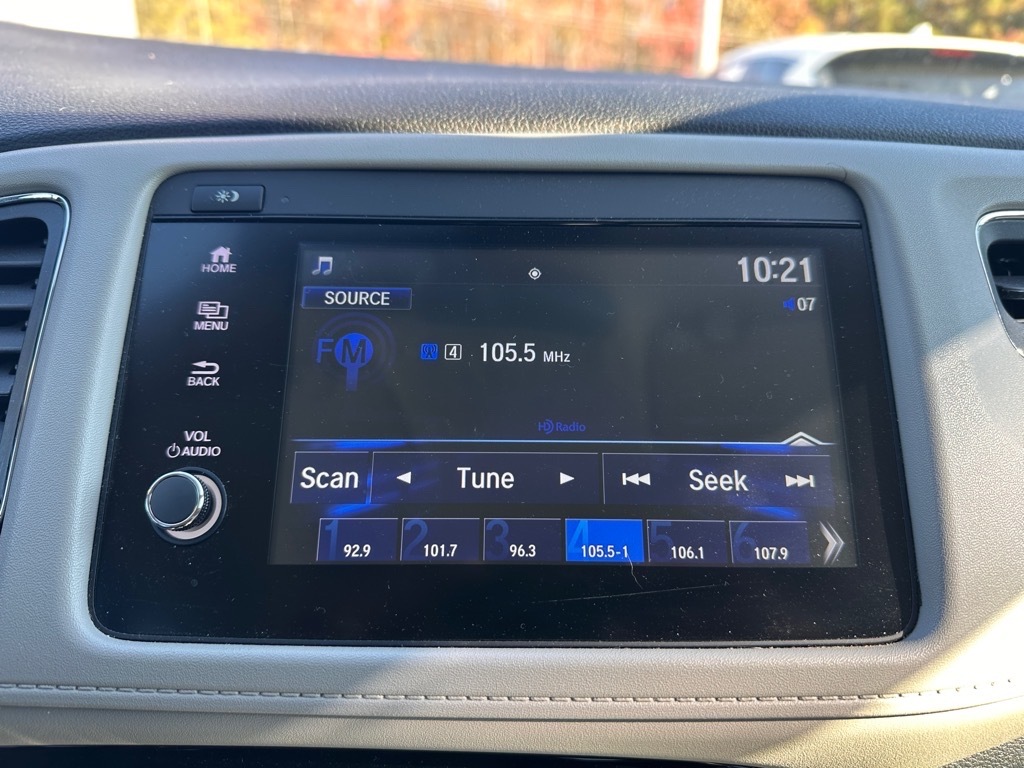 HOME
MENU
BACK
VOL
AUDIO
10:21
SOURCE
07
FM
4 105.5 MHz
HD Radio
Scan Tune Seek
1 92.9
2 101.7
3 96.3
4 105.5-1
5 106.1
6 107.9